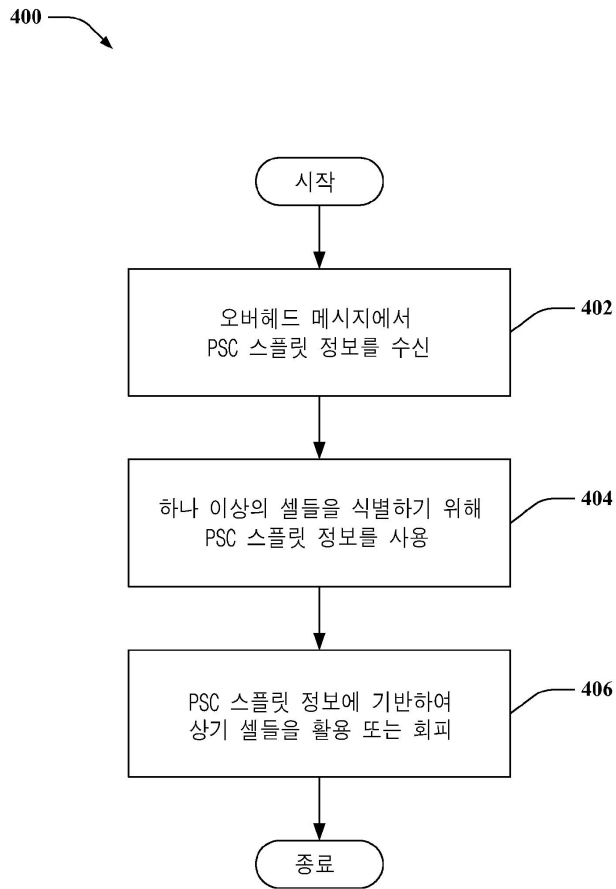 400
시작
오버헤드 메시지에서
PSC 스플릿 정보를 수신
402
하나 이상의 셀들을 식별하기 위해
PSC 스플릿 정보를 사용
404
PSC 스플릿 정보에 기반하여
상기 셀들을 활용 또는 회피
406
종료